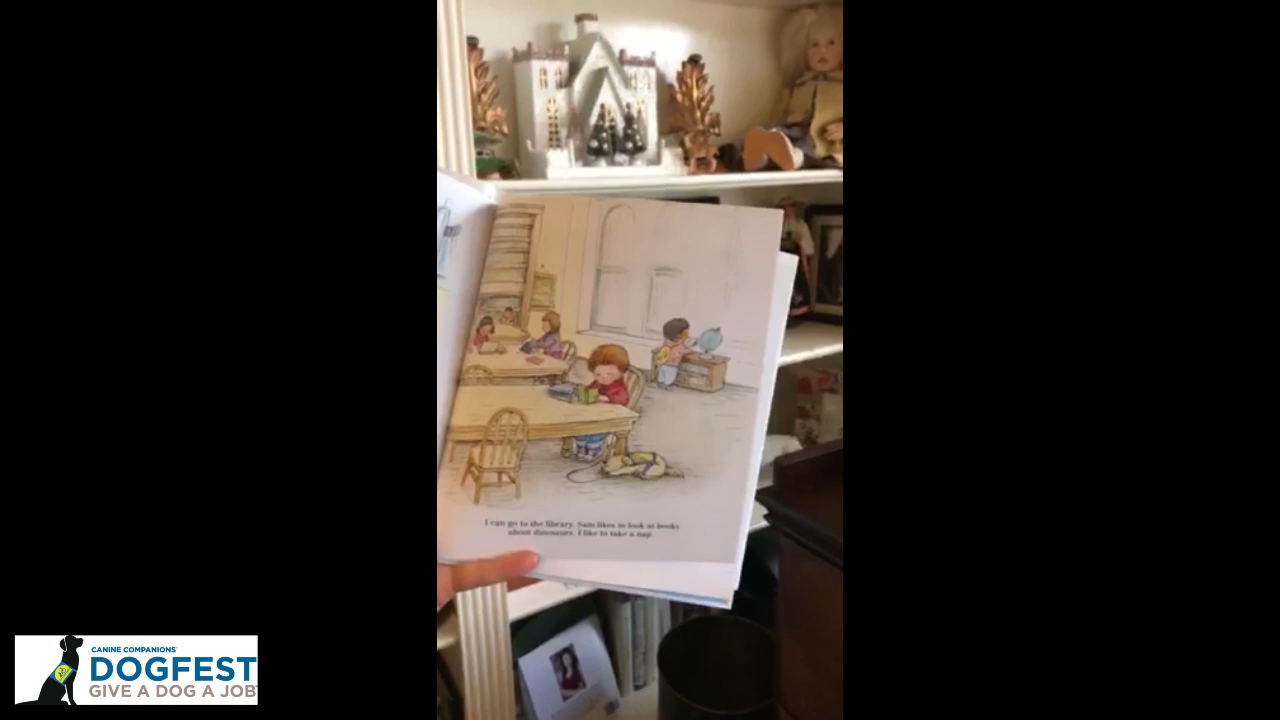 I can go to the library. Sam likes to look at books
about dinosaurs. I like to take a nap.
CANINE COMPANIONS®
DOGFEST
GIVE A DOG A JOB